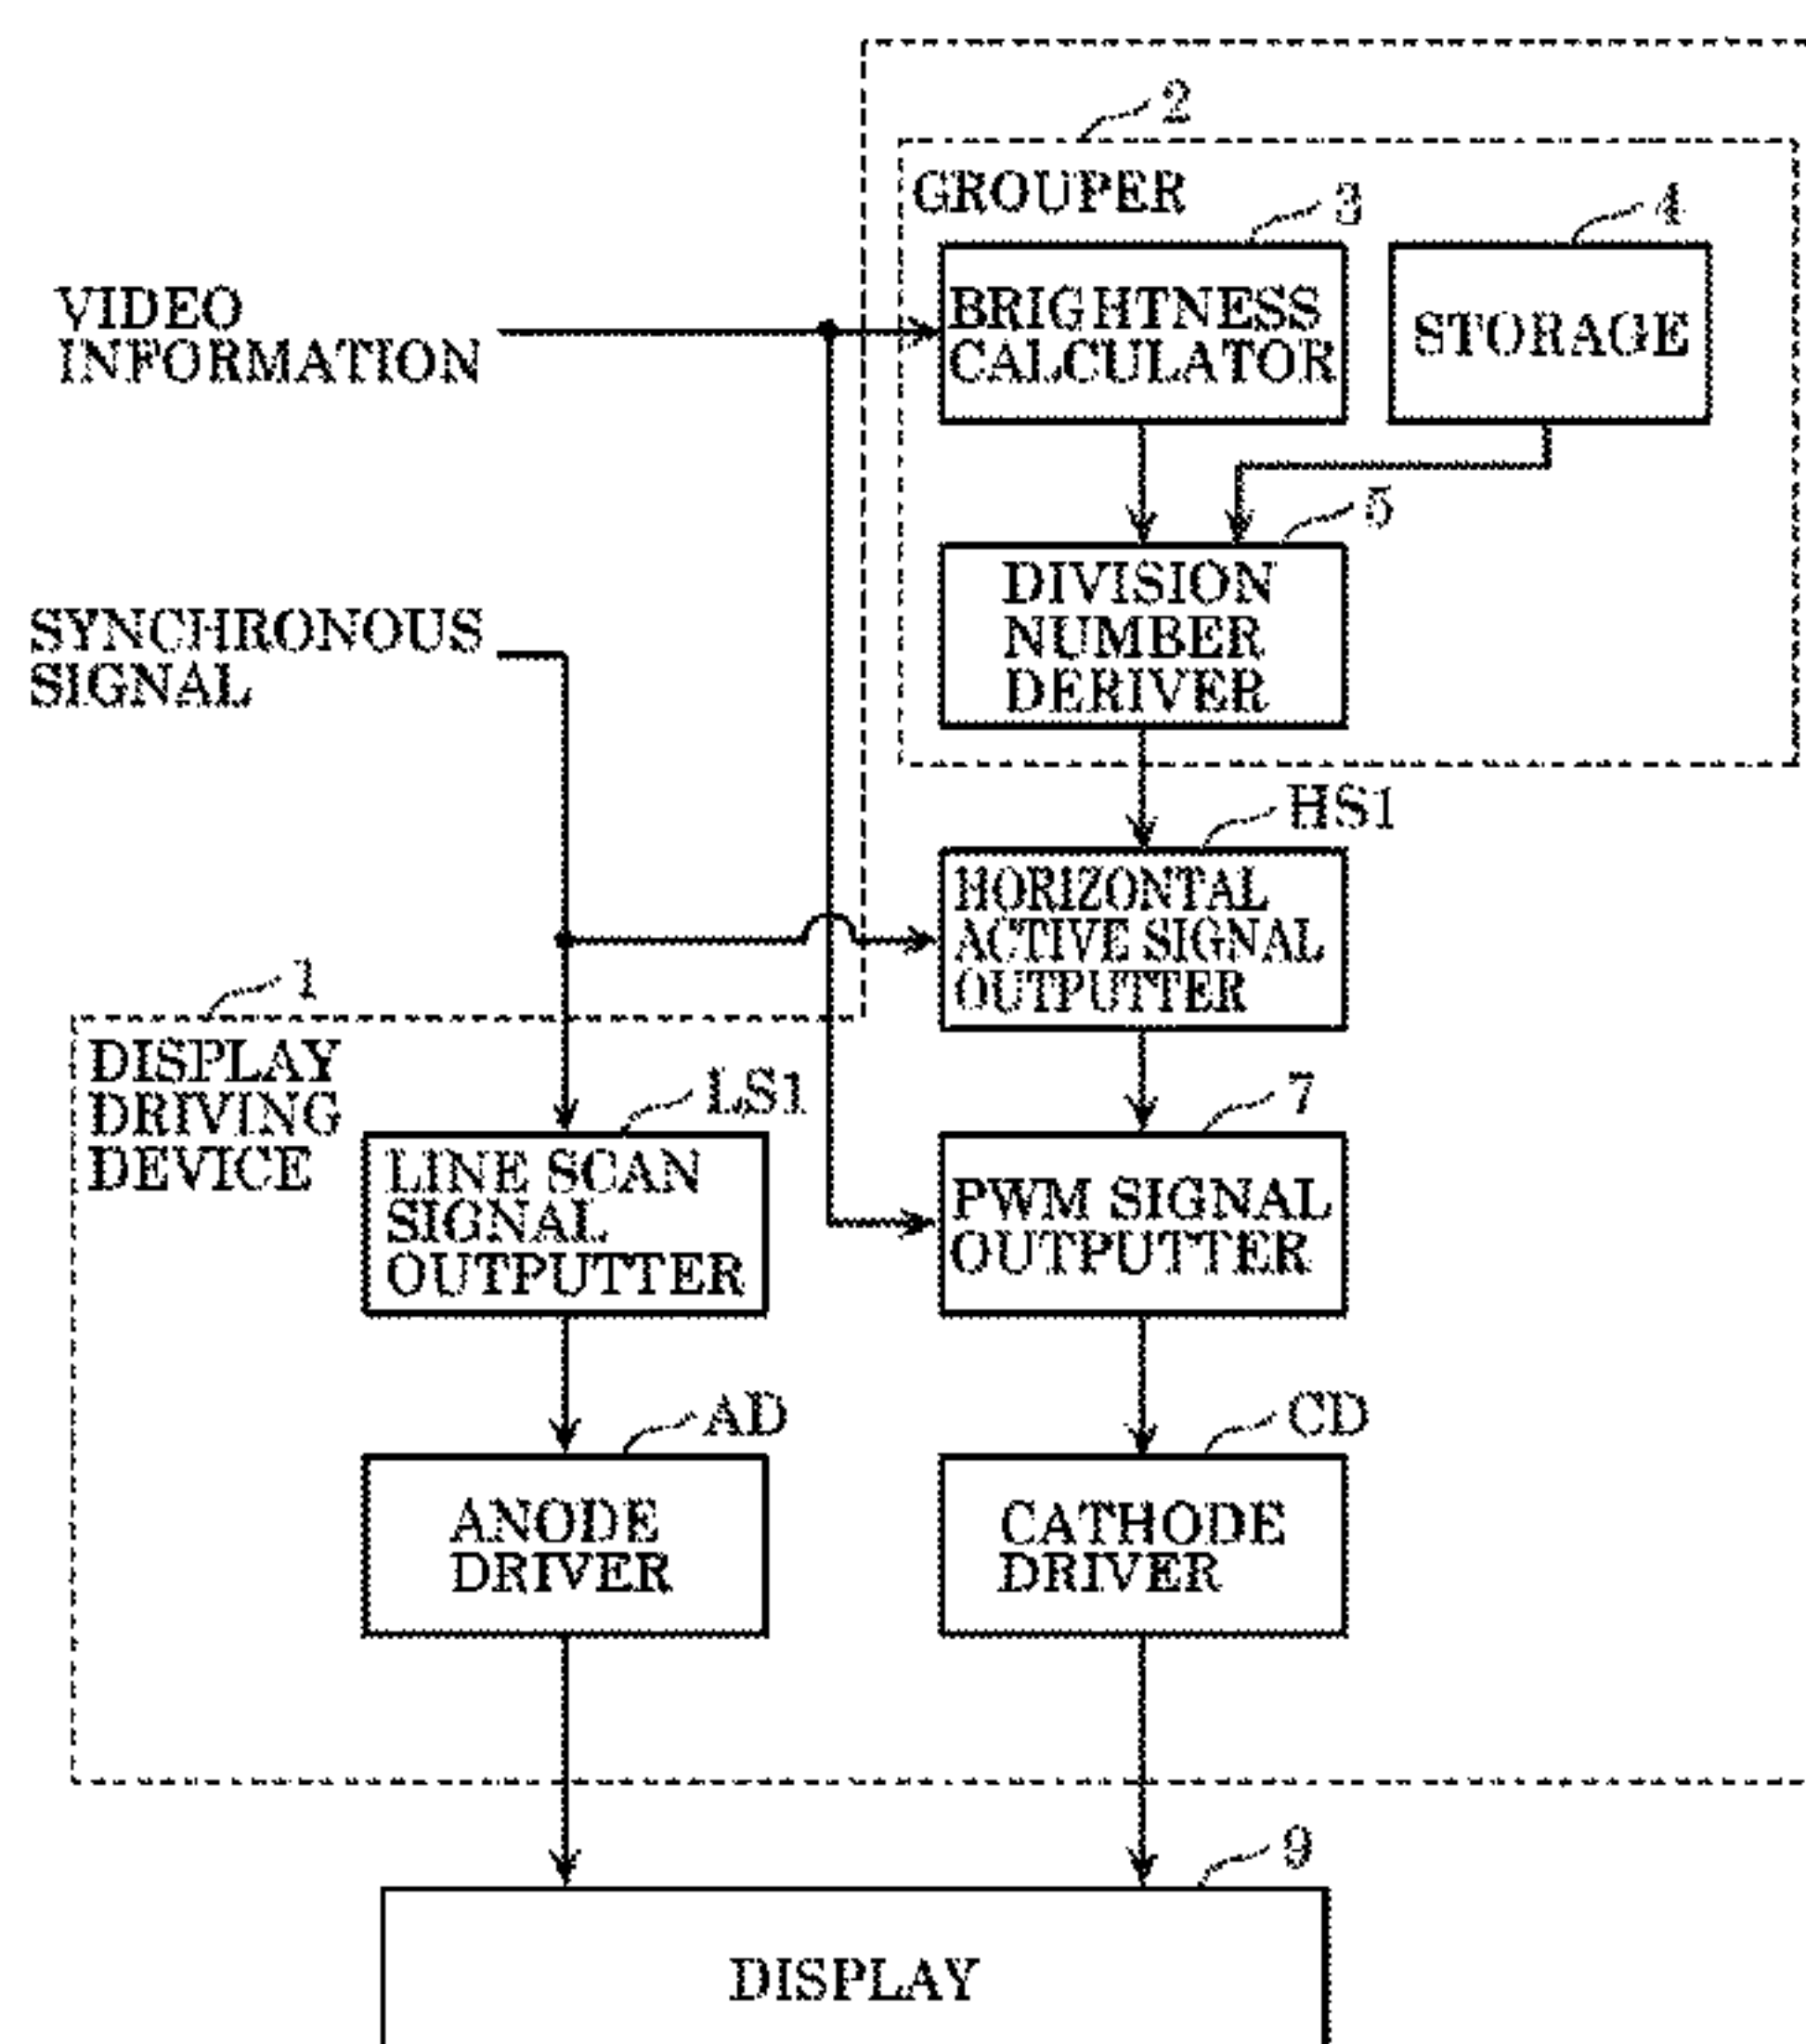 2
GROUPER
3
4
VIDEO
INFORMATION
BRIGHTNESS
CALCULATOR
STORAGE
5
DIVISION
NUMBER
DERIVER
SYNCHRONOUS
SIGNAL
HS1
HORIZONTAL
ACTIVE SIGNAL
OUTPUTTER
1
DISPLAY
DRIVING
DEVICE
LS1
LINE SCAN
SIGNAL
OUTPUTTER
7
PWM SIGNAL
OUTPUTTER
AD
ANODE
DRIVER
CD
CATHODE
DRIVER
9
DISPLAY